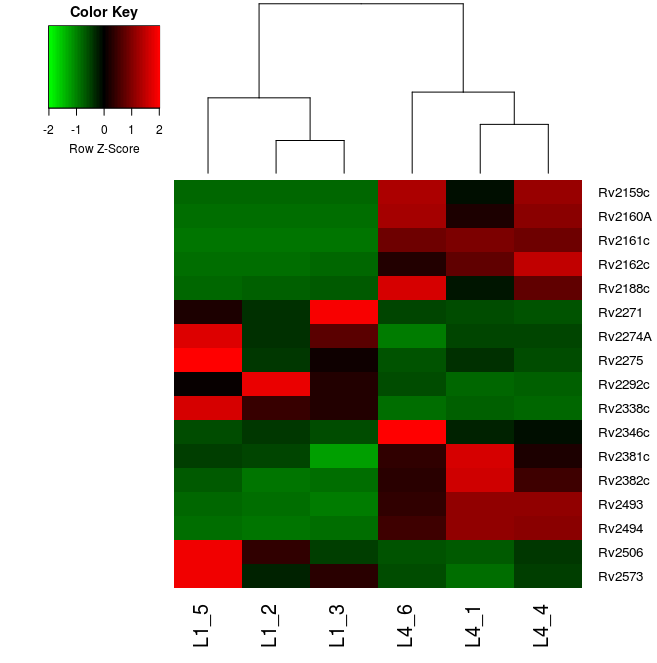 Color Key
-2 -1 0 1 2
Row Z-Score
Rv2159c
Rv2160A
Rv2161c
Rv2162c
Rv2188c
Rv2271
Rv2274A
Rv2275
Rv2292c
Rv2338c
Rv2346c
Rv2381c
Rv2382c
Rv2493
Rv2494
Rv2506
Rv2573
L1_5
L1_2
L1_3
L4_6
L4_1
L4_4